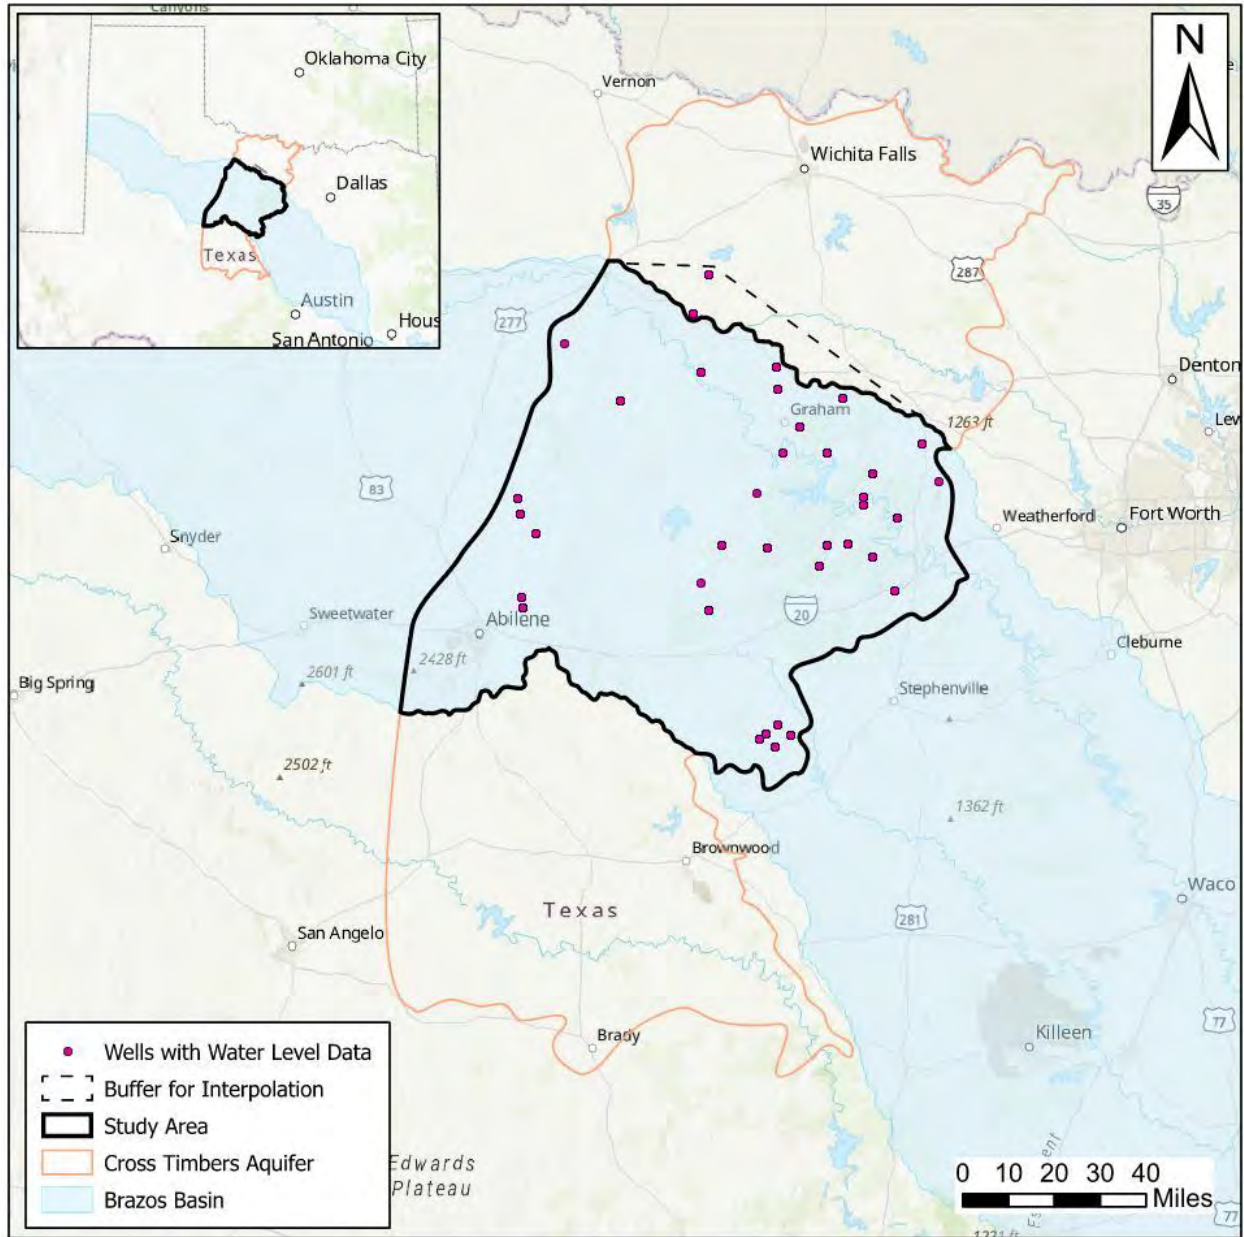 Canyons
Oklahoma City
Dallas
Texas
Austin
Hous
San Antonio
N
Vernon
Wichita Falls
35
287
277
Denton
Lew
Graham
1263 ft
83
Snyder
Weatherford
Fort Worth
Sweetwater
Abilene
20
Cleburne
2428 ft
2601 ft
Big Spring
Stephenville
2502 ft
1362 ft
Brownwood
Waco
Texas
281
San Angelo
Brady
77
Killeen
Wells with Water Level Data
Buffer for Interpolation
Study Area
Cross Timbers Aquifer
Brazos Basin
Edwards
Plateau
0 10 20 30 40
Miles
77